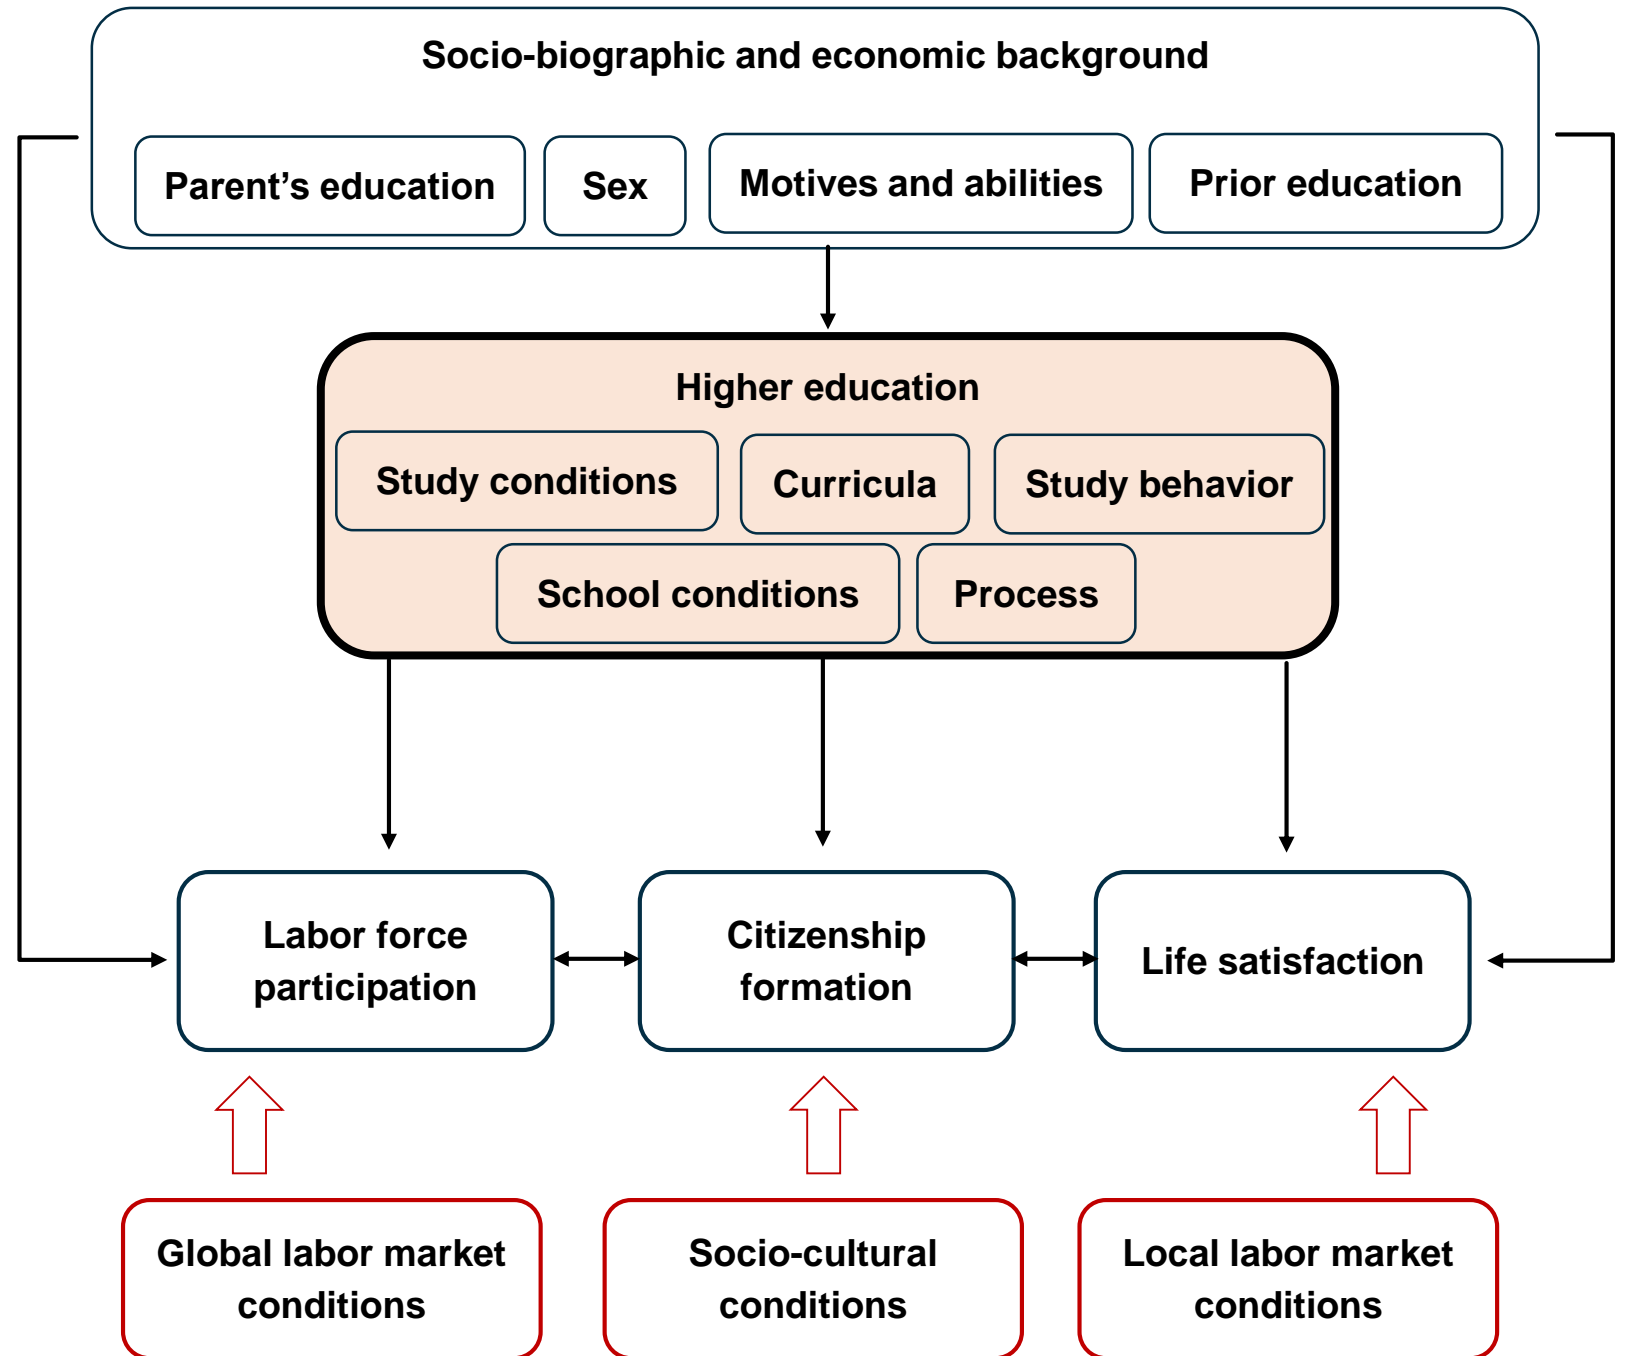 Socio-biographic and economic background
Parent’s education
Sex
Motives and abilities
Prior education
Higher education
Study conditions
Curricula
Study behavior
School conditions
Process
Labor force
participation
Citizenship
formation
Life satisfaction
Global labor market
conditions
Socio-cultural
conditions
Local labor market
conditions